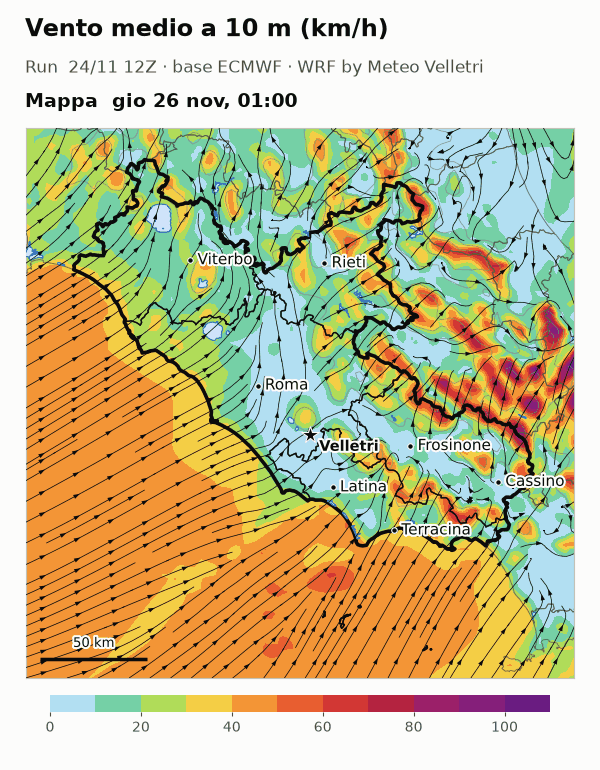 Vento medio a 10 m (km/h)
Run  24/11 12Z · base ECMWF · WRF by Meteo Velletri
Mappa  gio 26 nov, 01:00
Viterbo
Rieti
Roma
Velletri
Frosinone
Cassino
Latina
Terracina
50 km
0 20 40 60 80 100